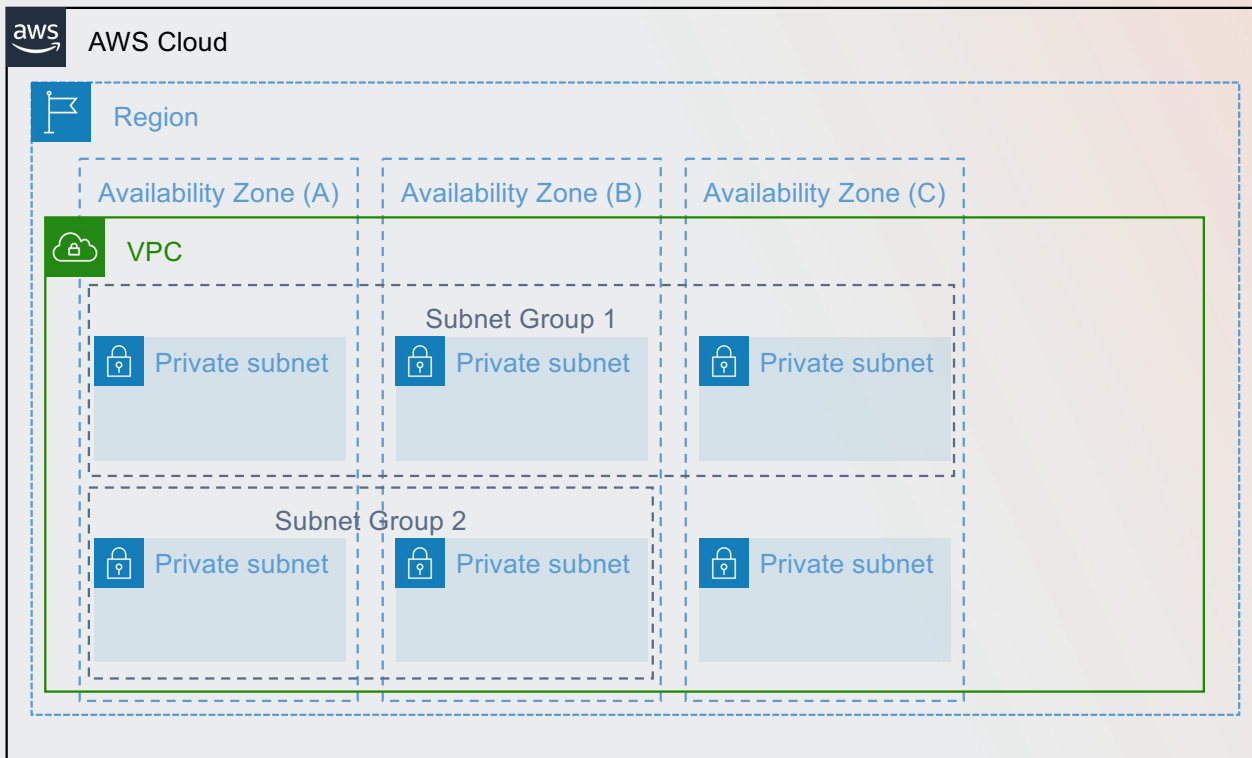 aws
AWS Cloud
Region
Availability Zone (A)
Availability Zone (B)
Availability Zone (C)
VPC
Subnet Group 1
Private subnet
Private subnet
Private subnet
Subnet Group 2
Private subnet
Private subnet
Private subnet